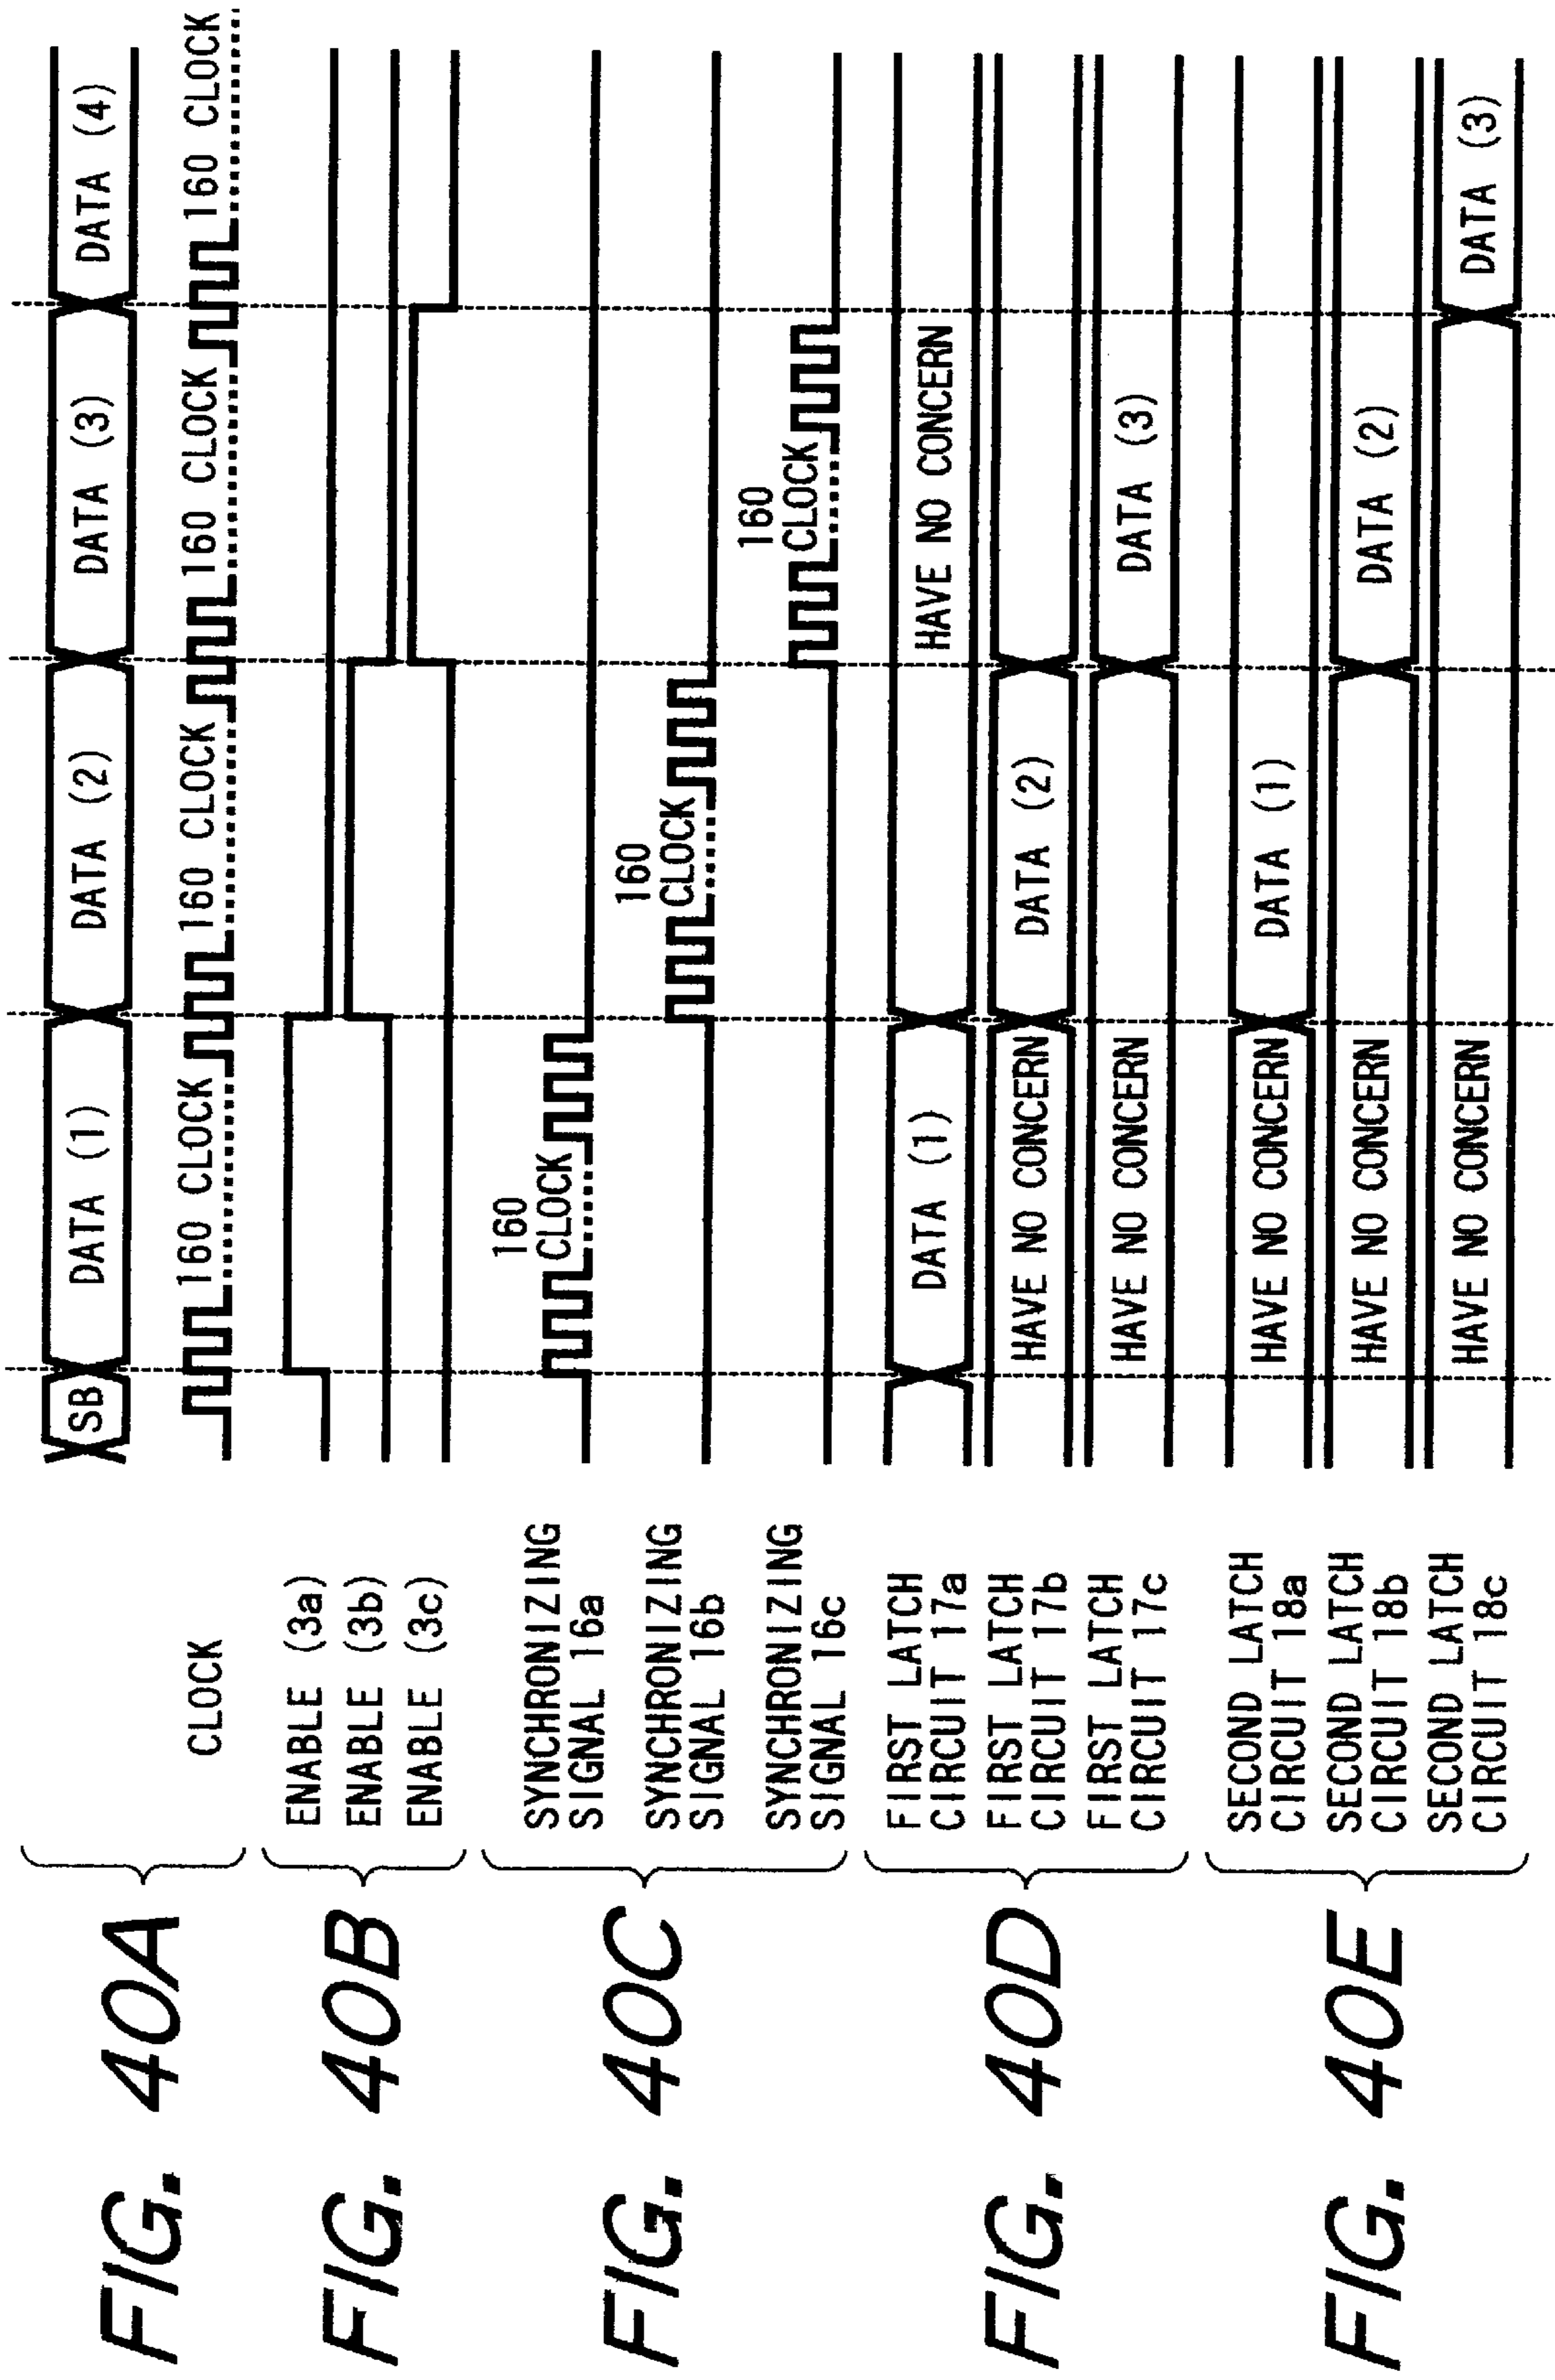 FIG. 40A
SB
DATA (1)
DATA (2)
DATA (3)
DATA (4)
CLOCK
160 CLOCK
160 CLOCK
160 CLOCK
160 CLOCK
FIG. 40B
ENABLE (3a)
ENABLE (3b)
ENABLE (3c)
FIG. 40C
SYNCHRONIZING
SIGNAL 16a
160
CLOCK
SYNCHRONIZING
SIGNAL 16b
160
CLOCK
SYNCHRONIZING
SIGNAL 16c
160
CLOCK
FIG. 40D
FIRST LATCH
CIRCUIT 17a
DATA (1)
HAVE NO CONCERN
FIRST LATCH
CIRCUIT 17b
HAVE NO CONCERN
DATA (2)
FIRST LATCH
CIRCUIT 17c
HAVE NO CONCERN
DATA (3)
FIG. 40E
SECOND LATCH
CIRCUIT 18a
HAVE NO CONCERN
DATA (1)
SECOND LATCH
CIRCUIT 18b
HAVE NO CONCERN
DATA (2)
SECOND LATCH
CIRCUIT 18c
HAVE NO CONCERN
DATA (3)